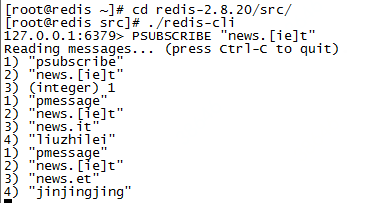 [root@redis ~]# cd redis-2.8.20/src/
[root@redis src]# ./redis-cli
127.0.0.1:6379> PSUBSCRIBE "news.[ie]t"
Reading messages... (press Ctrl-C to quit)
1) "psubscribe"
2) "news.[ie]t"
3) (integer) 1
1) "pmessage"
2) "news.[ie]t"
3) "news.it"
4) "liuzhilei"
1) "pmessage"
2) "news.[ie]t"
3) "news.et"
4) "jinjingjing"